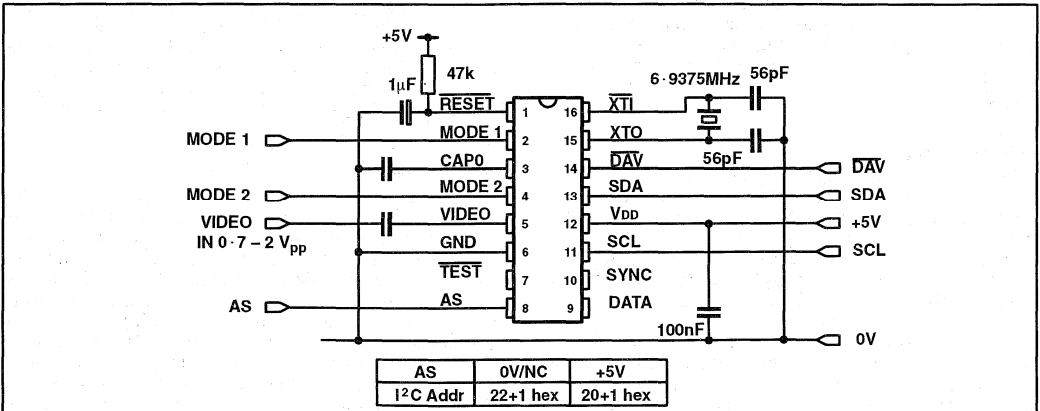 +5V
47k
1μF
6·9375MHz
56pF
RESET
1
16
XTI
MODE 1
MODE 1
2
15
XTO
56pF
CAP0
3
14
DAV
DAV
MODE 2
MODE 2
4
13
SDA
SDA
VIDEO
VIDEO
5
12
VDD
+5V
IN 0·7 – 2 Vpp
GND
6
11
SCL
SCL
TEST
7
10
SYNC
AS
AS
8
9
DATA
100nF
0V
AS 0V/NC +5V
I2C Addr 22+1 hex 20+1 hex